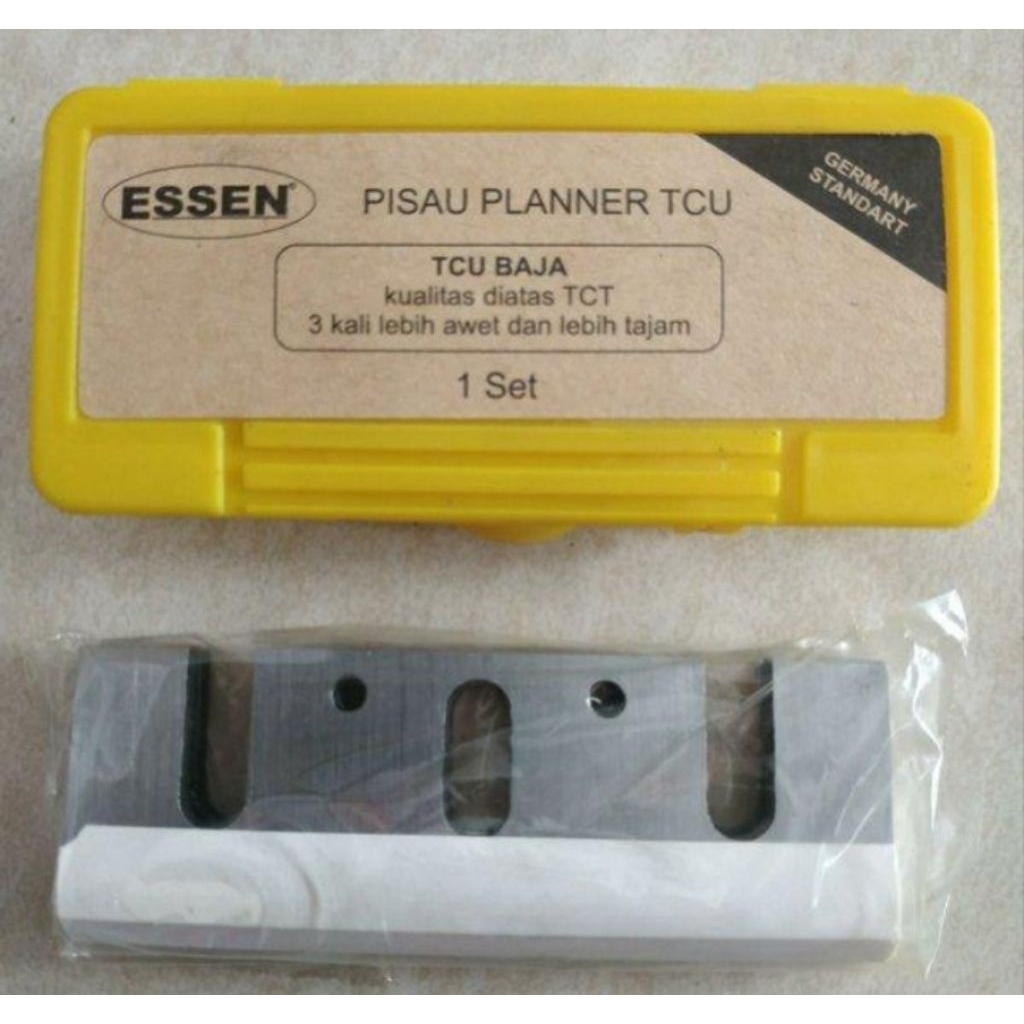 ESSEN®
PISAU PLANNER TCU
GERMANY
STANDART
TCU BAJA
kualitas diatas TCT
3 kali lebih awet dan lebih tajam
1 Set